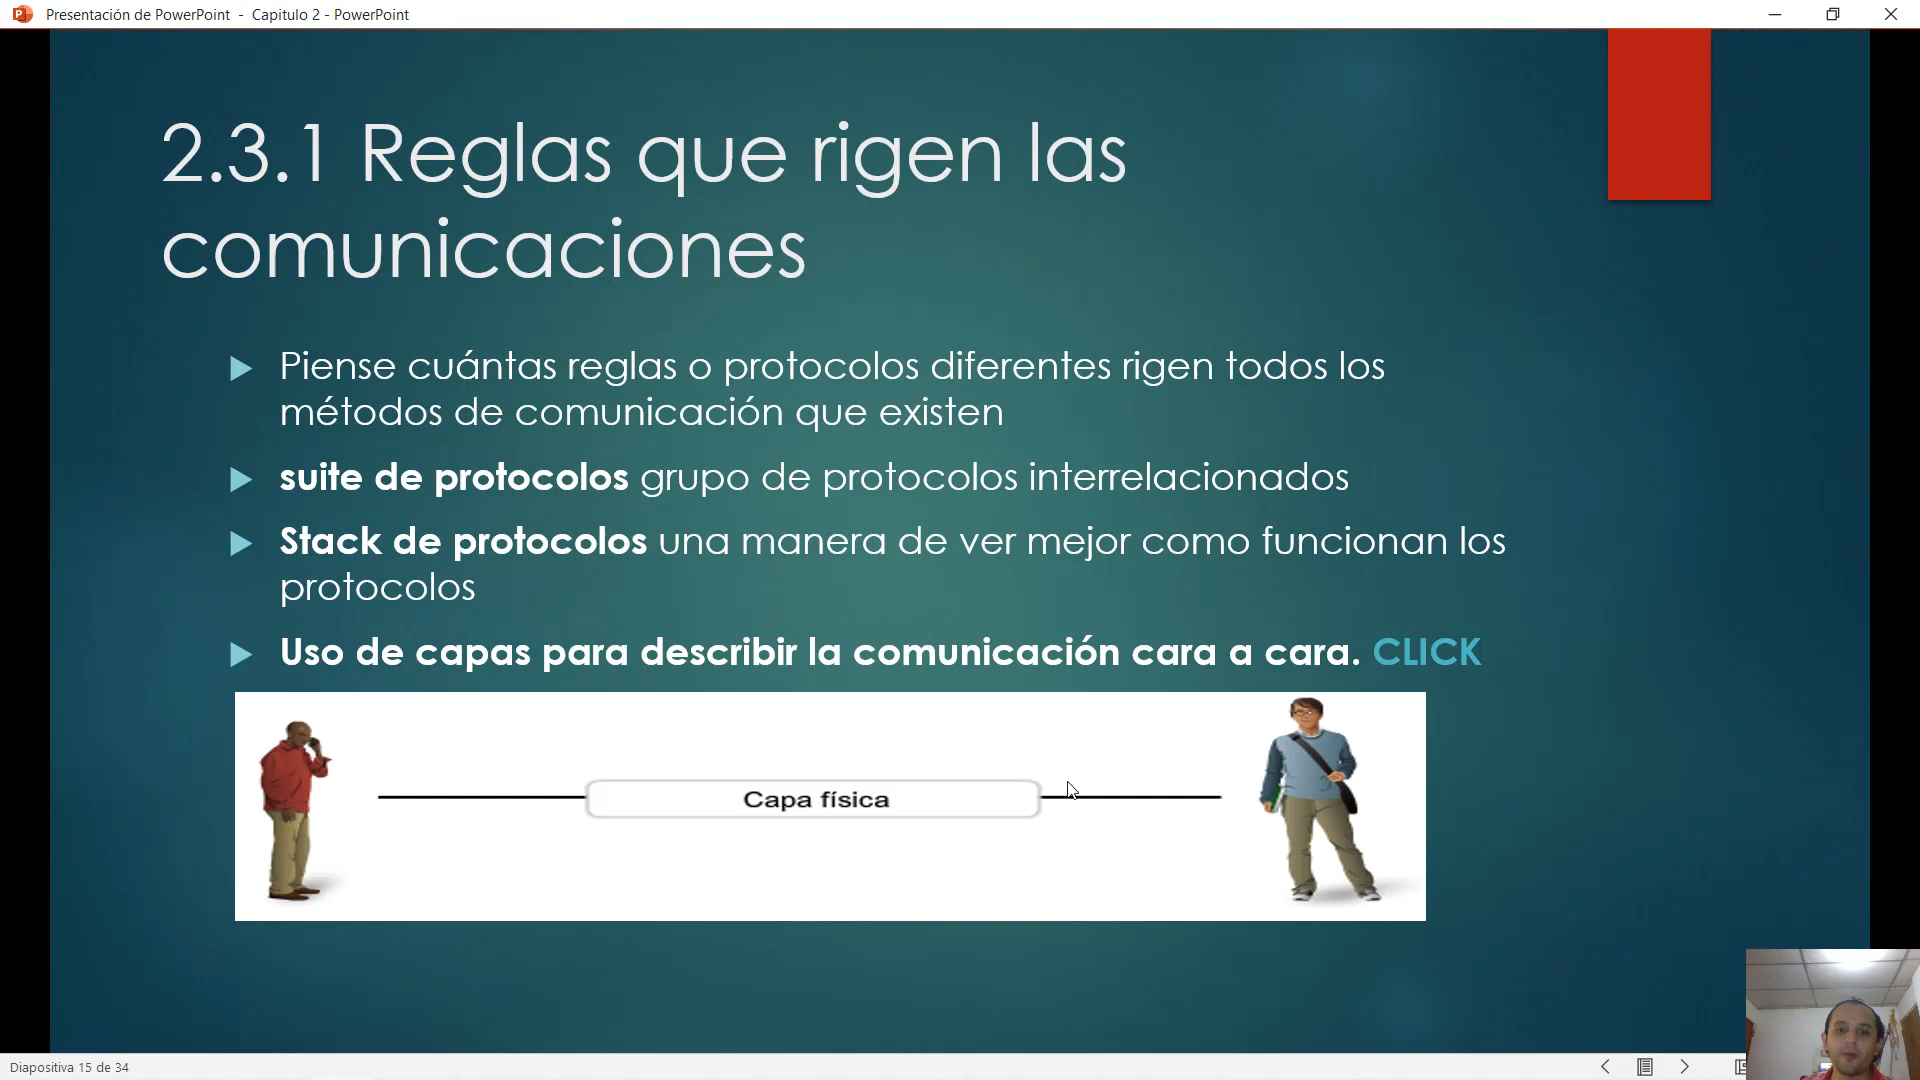 Presentación de PowerPoint - Capitulo 2 - PowerPoint
2.3.1 Reglas que rigen las
comunicaciones
Piense cuántas reglas o protocolos diferentes rigen todos los
métodos de comunicación que existen
suite de protocolos grupo de protocolos interrelacionados
Stack de protocolos una manera de ver mejor como funcionan los
protocolos
Uso de capas para describir la comunicación cara a cara. CLICK
Capa física
Diapositiva 15 de 34